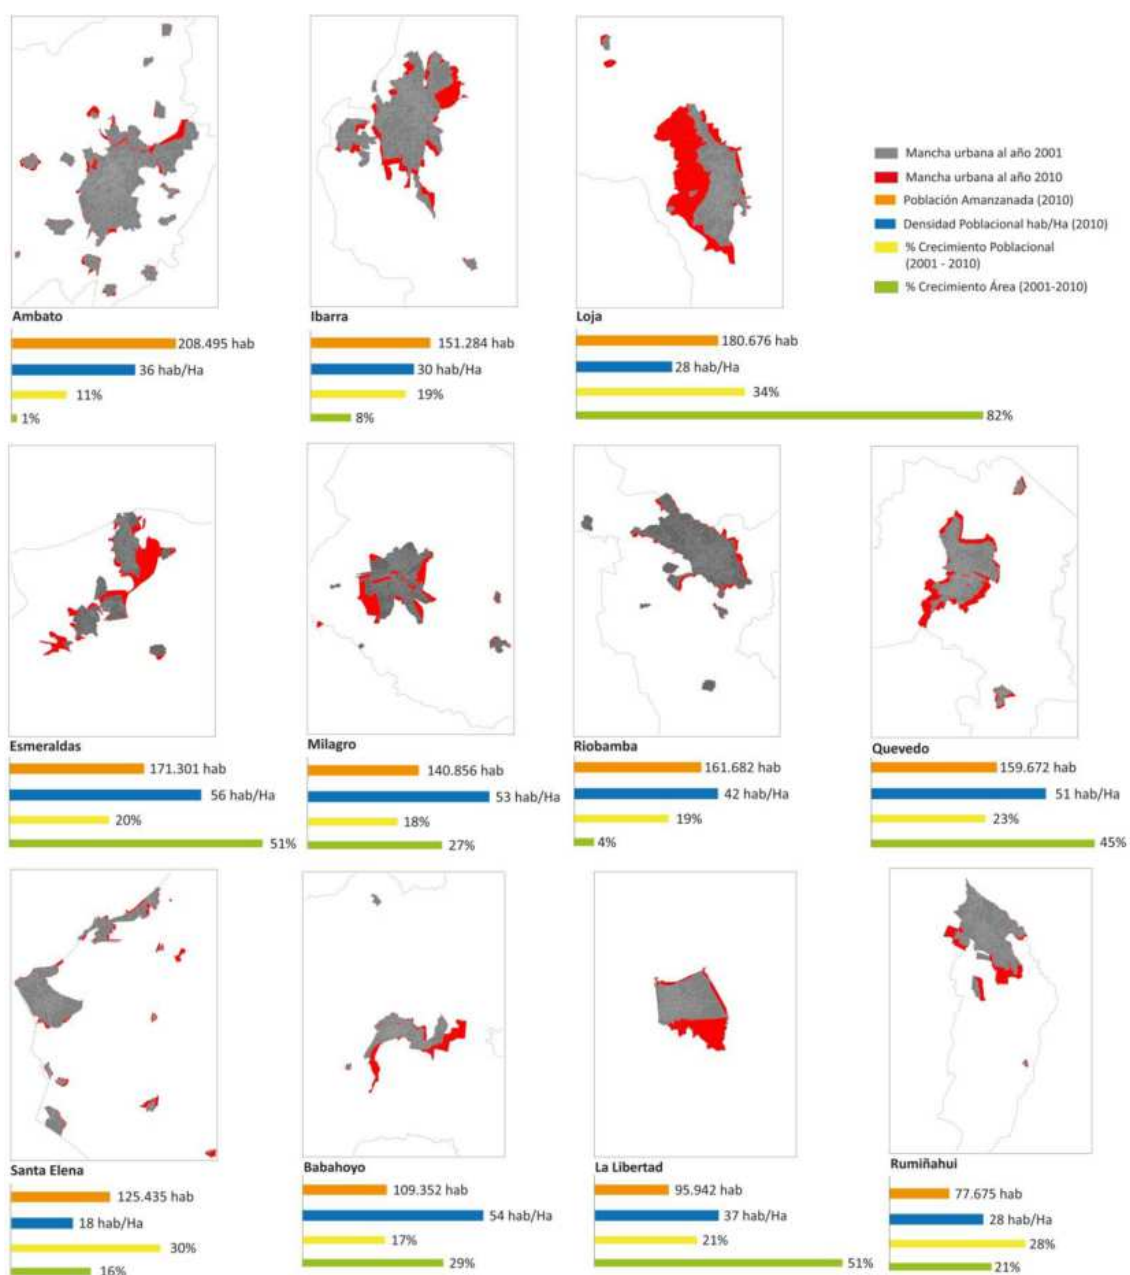 Mancha urbana al año 2001
Mancha urbana al año 2010
Población Amanzanada (2010)
Densidad Poblacional hab/Ha (2010)
% Crecimiento Poblacional
(2001 - 2010)
% Crecimiento Área (2001-2010)
Ambato
208.495 hab
36 hab/Ha
11%
1%
Ibarra
151.284 hab
30 hab/Ha
19%
8%
Loja
180.676 hab
28 hab/Ha
34%
82%
Esmeraldas
171.301 hab
56 hab/Ha
20%
51%
Milagro
140.856 hab
53 hab/Ha
18%
27%
Riobamba
161.682 hab
42 hab/Ha
19%
4%
Quevedo
159.672 hab
51 hab/Ha
23%
45%
Santa Elena
125.435 hab
18 hab/Ha
30%
16%
Babahoyo
109.352 hab
54 hab/Ha
17%
29%
La Libertad
95.942 hab
37 hab/Ha
21%
51%
Rumiñahui
77.675 hab
28 hab/Ha
28%
21%